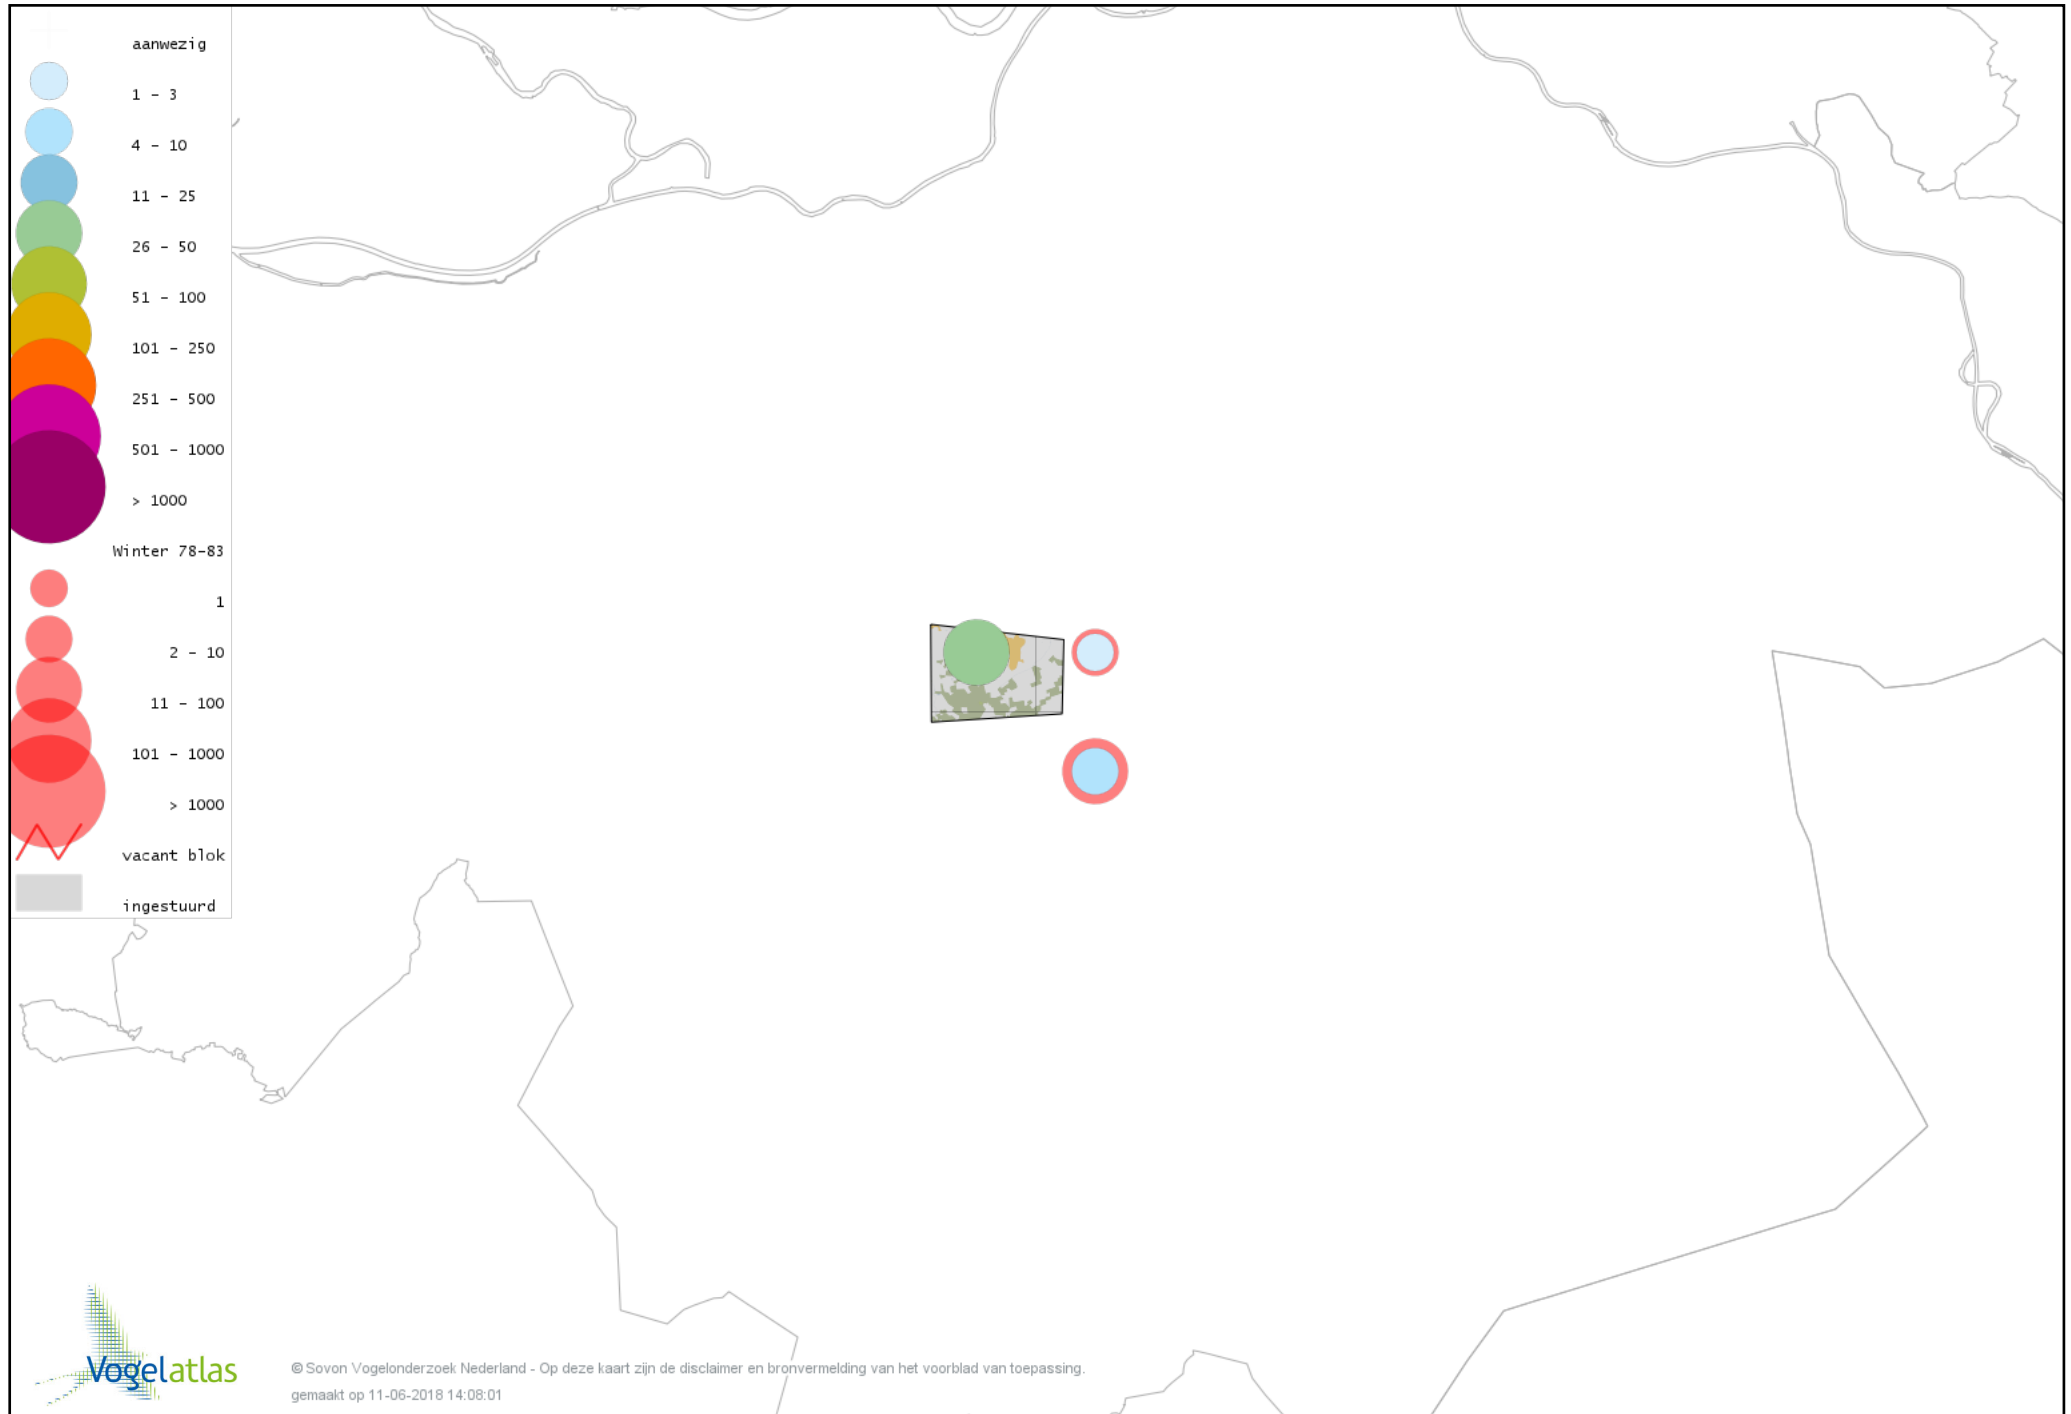 aanwezig
1 - 3
4 - 10
11 - 25
26 - 50
51 - 100
101 - 250
251 - 500
501 - 1000
> 1000
Winter 78-83
1
2 - 10
11 - 100
101 - 1000
> 1000
vacant blok
ingestuurd
Vogelatlas
© Sovon Vogelonderzoek Nederland - Op deze kaart zijn de disclaimer en bronvermelding van het voorblad van toepassing.
gemaakt op 11-06-2018 14:08:01